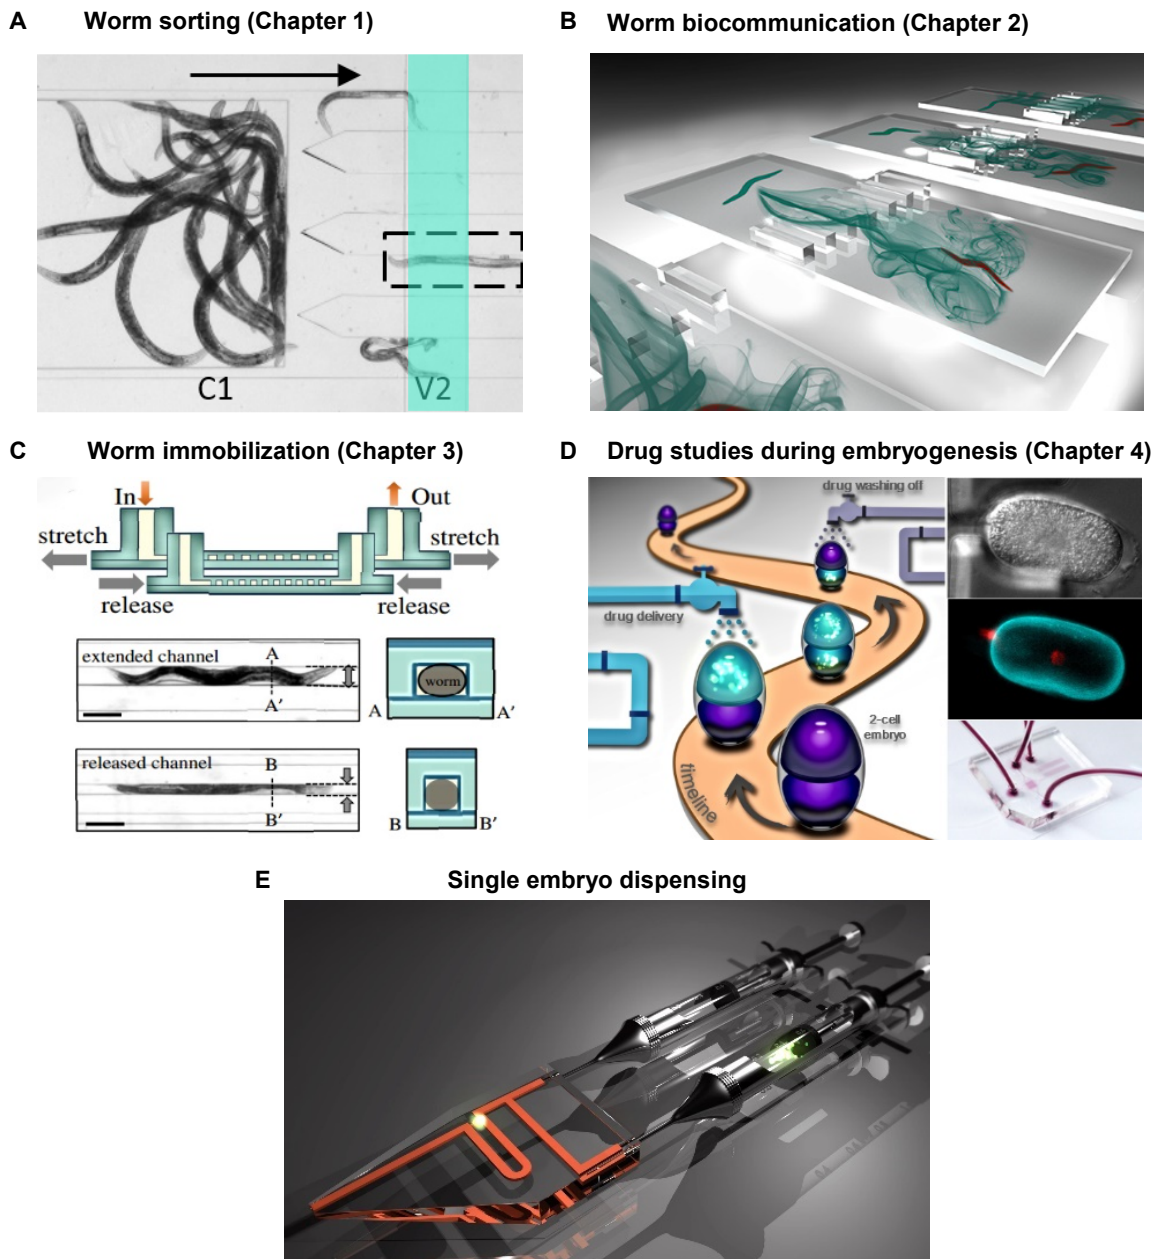 A Worm sorting (Chapter 1)
C1
V2
B Worm biocommunication (Chapter 2)
C Worm immobilization (Chapter 3)
In
Out
stretch
stretch
release
release
extended channel
A
A'
worm
A
A'
released channel
B
B'
B
B'
D Drug studies during embryogenesis (Chapter 4)
drug washing off
drug delivery
2-cell
embryo
timeline
E Single embryo dispensing